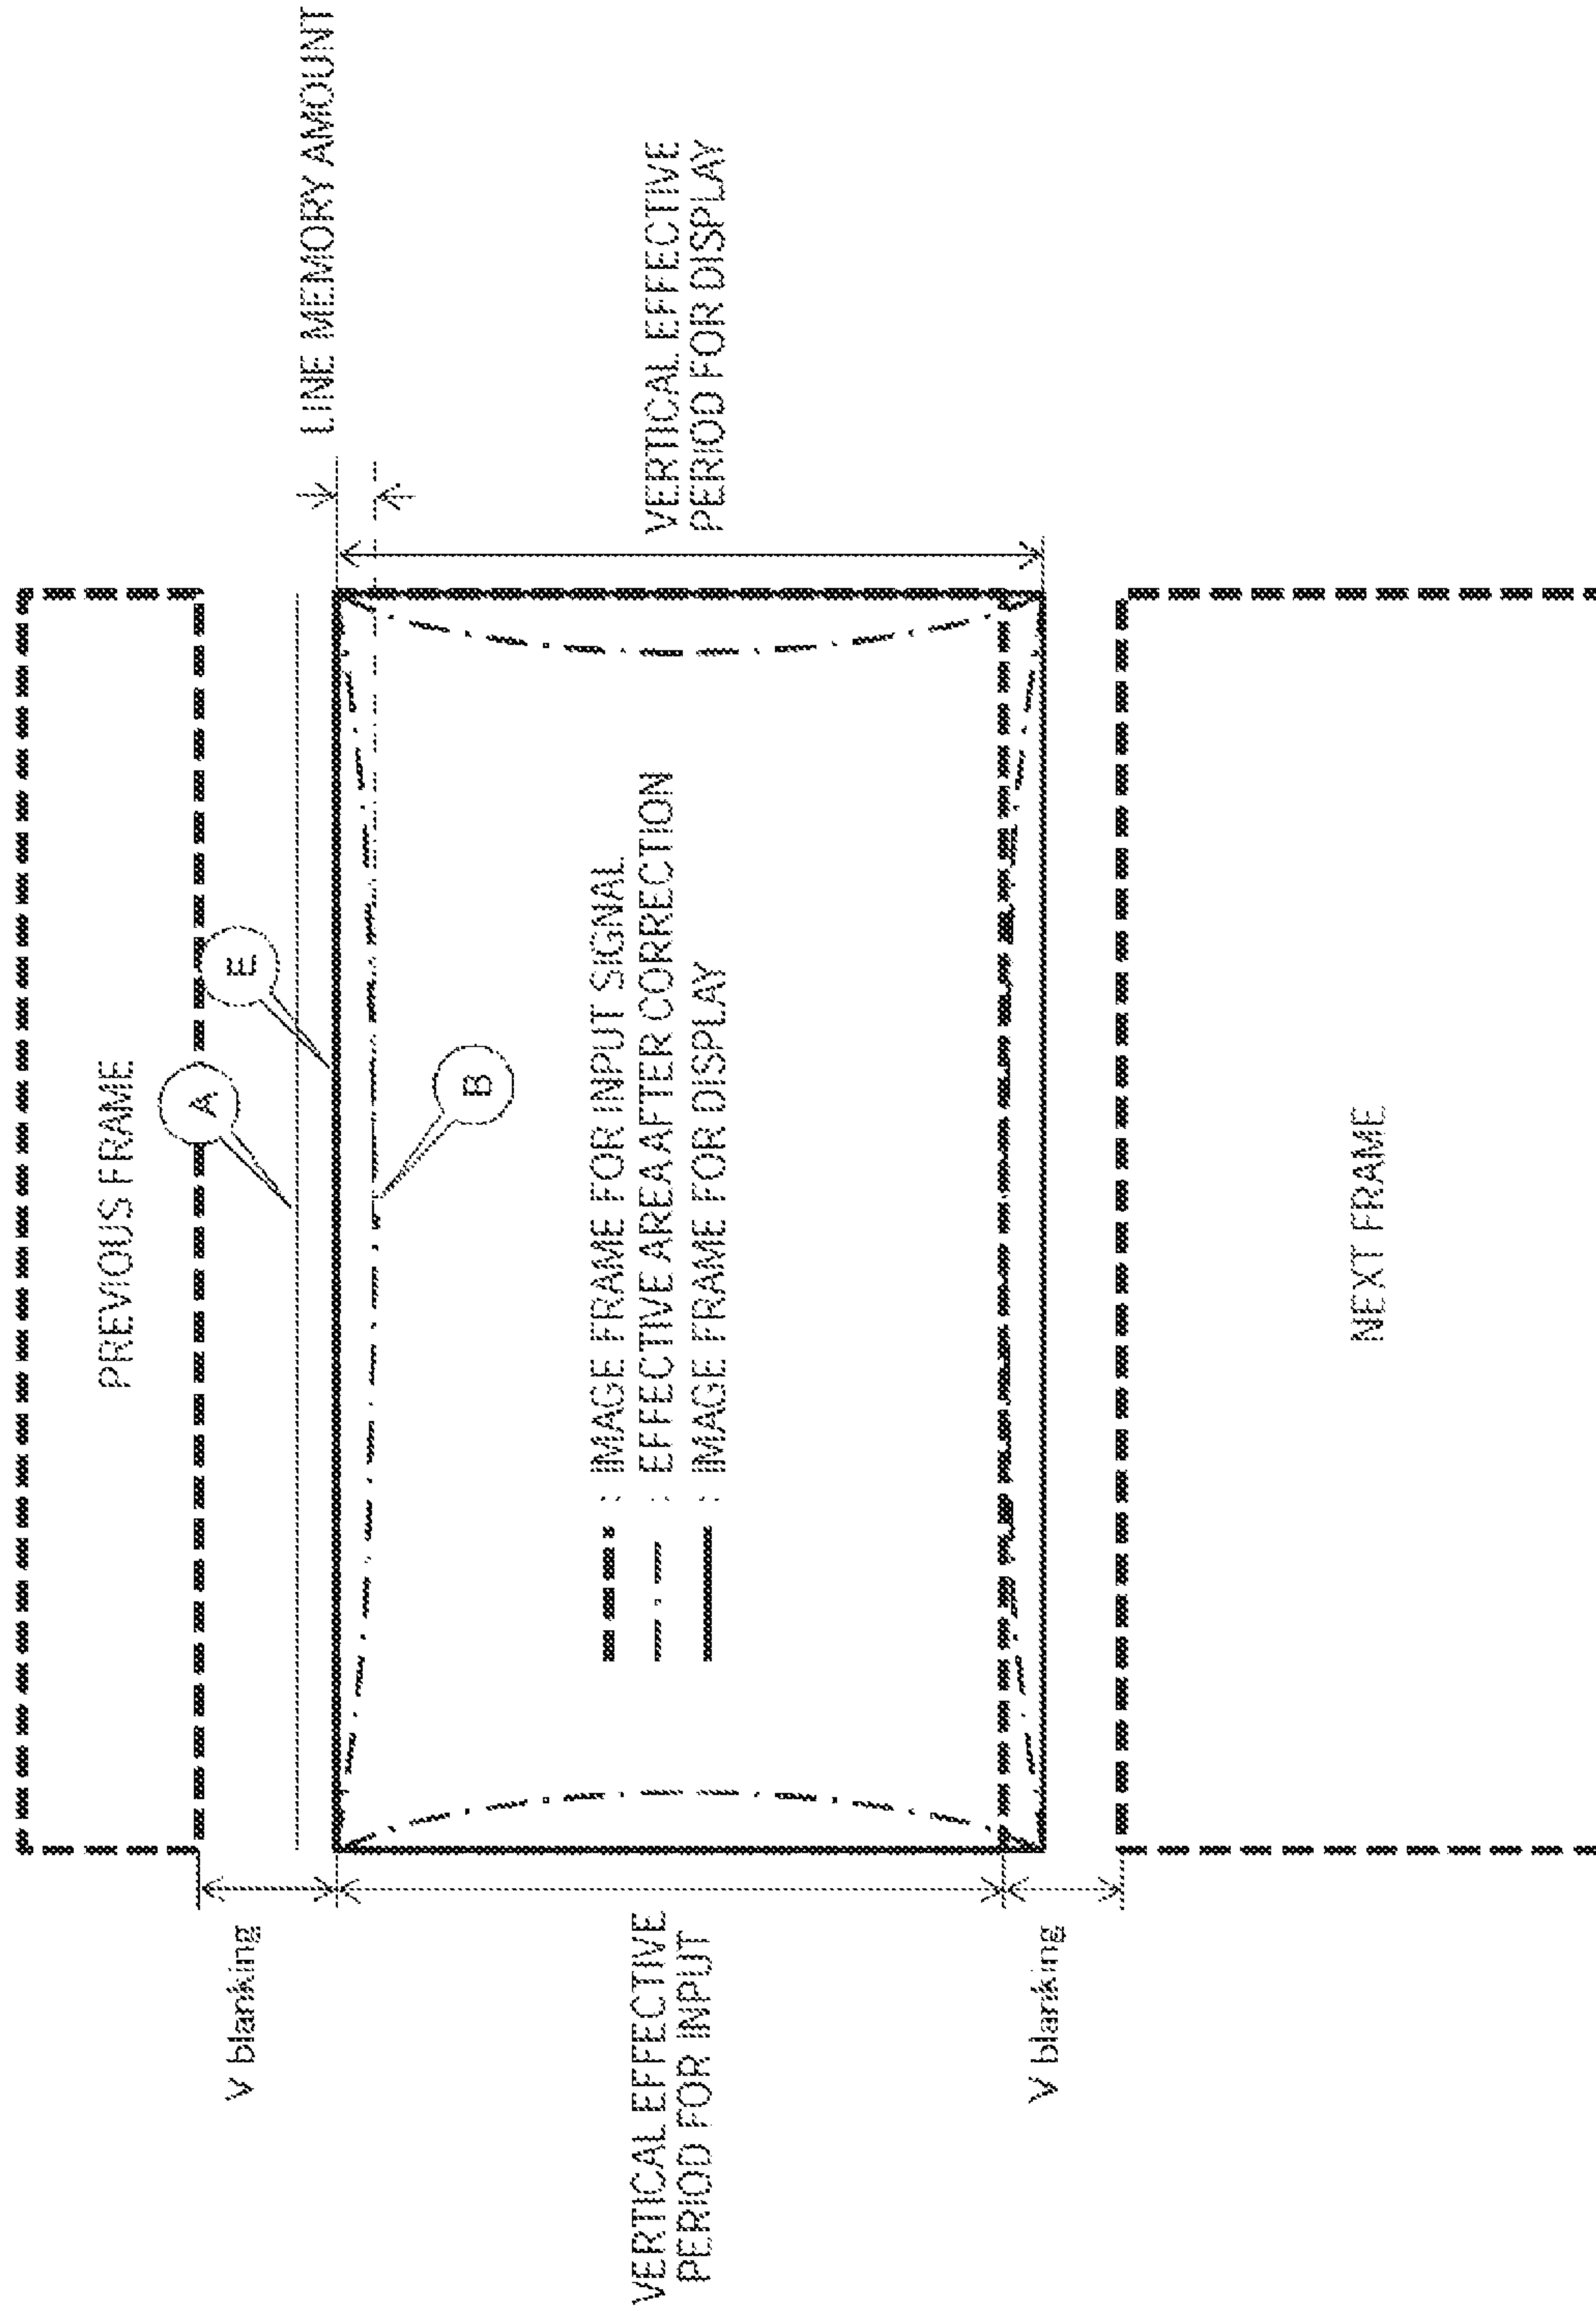 PREVIOUS FRAME
A
E
B
LINE MEMORY AMOUNT
V blanking
VERTICAL EFFECTIVE
PERIOD FOR INPUT
V blanking
: IMAGE FRAME FOR INPUT SIGNAL
: EFFECTIVE AREA AFTER CORRECTION
: IMAGE FRAME FOR DISPLAY
VERTICAL EFFECTIVE
PERIOD FOR DISPLAY
NEXT FRAME